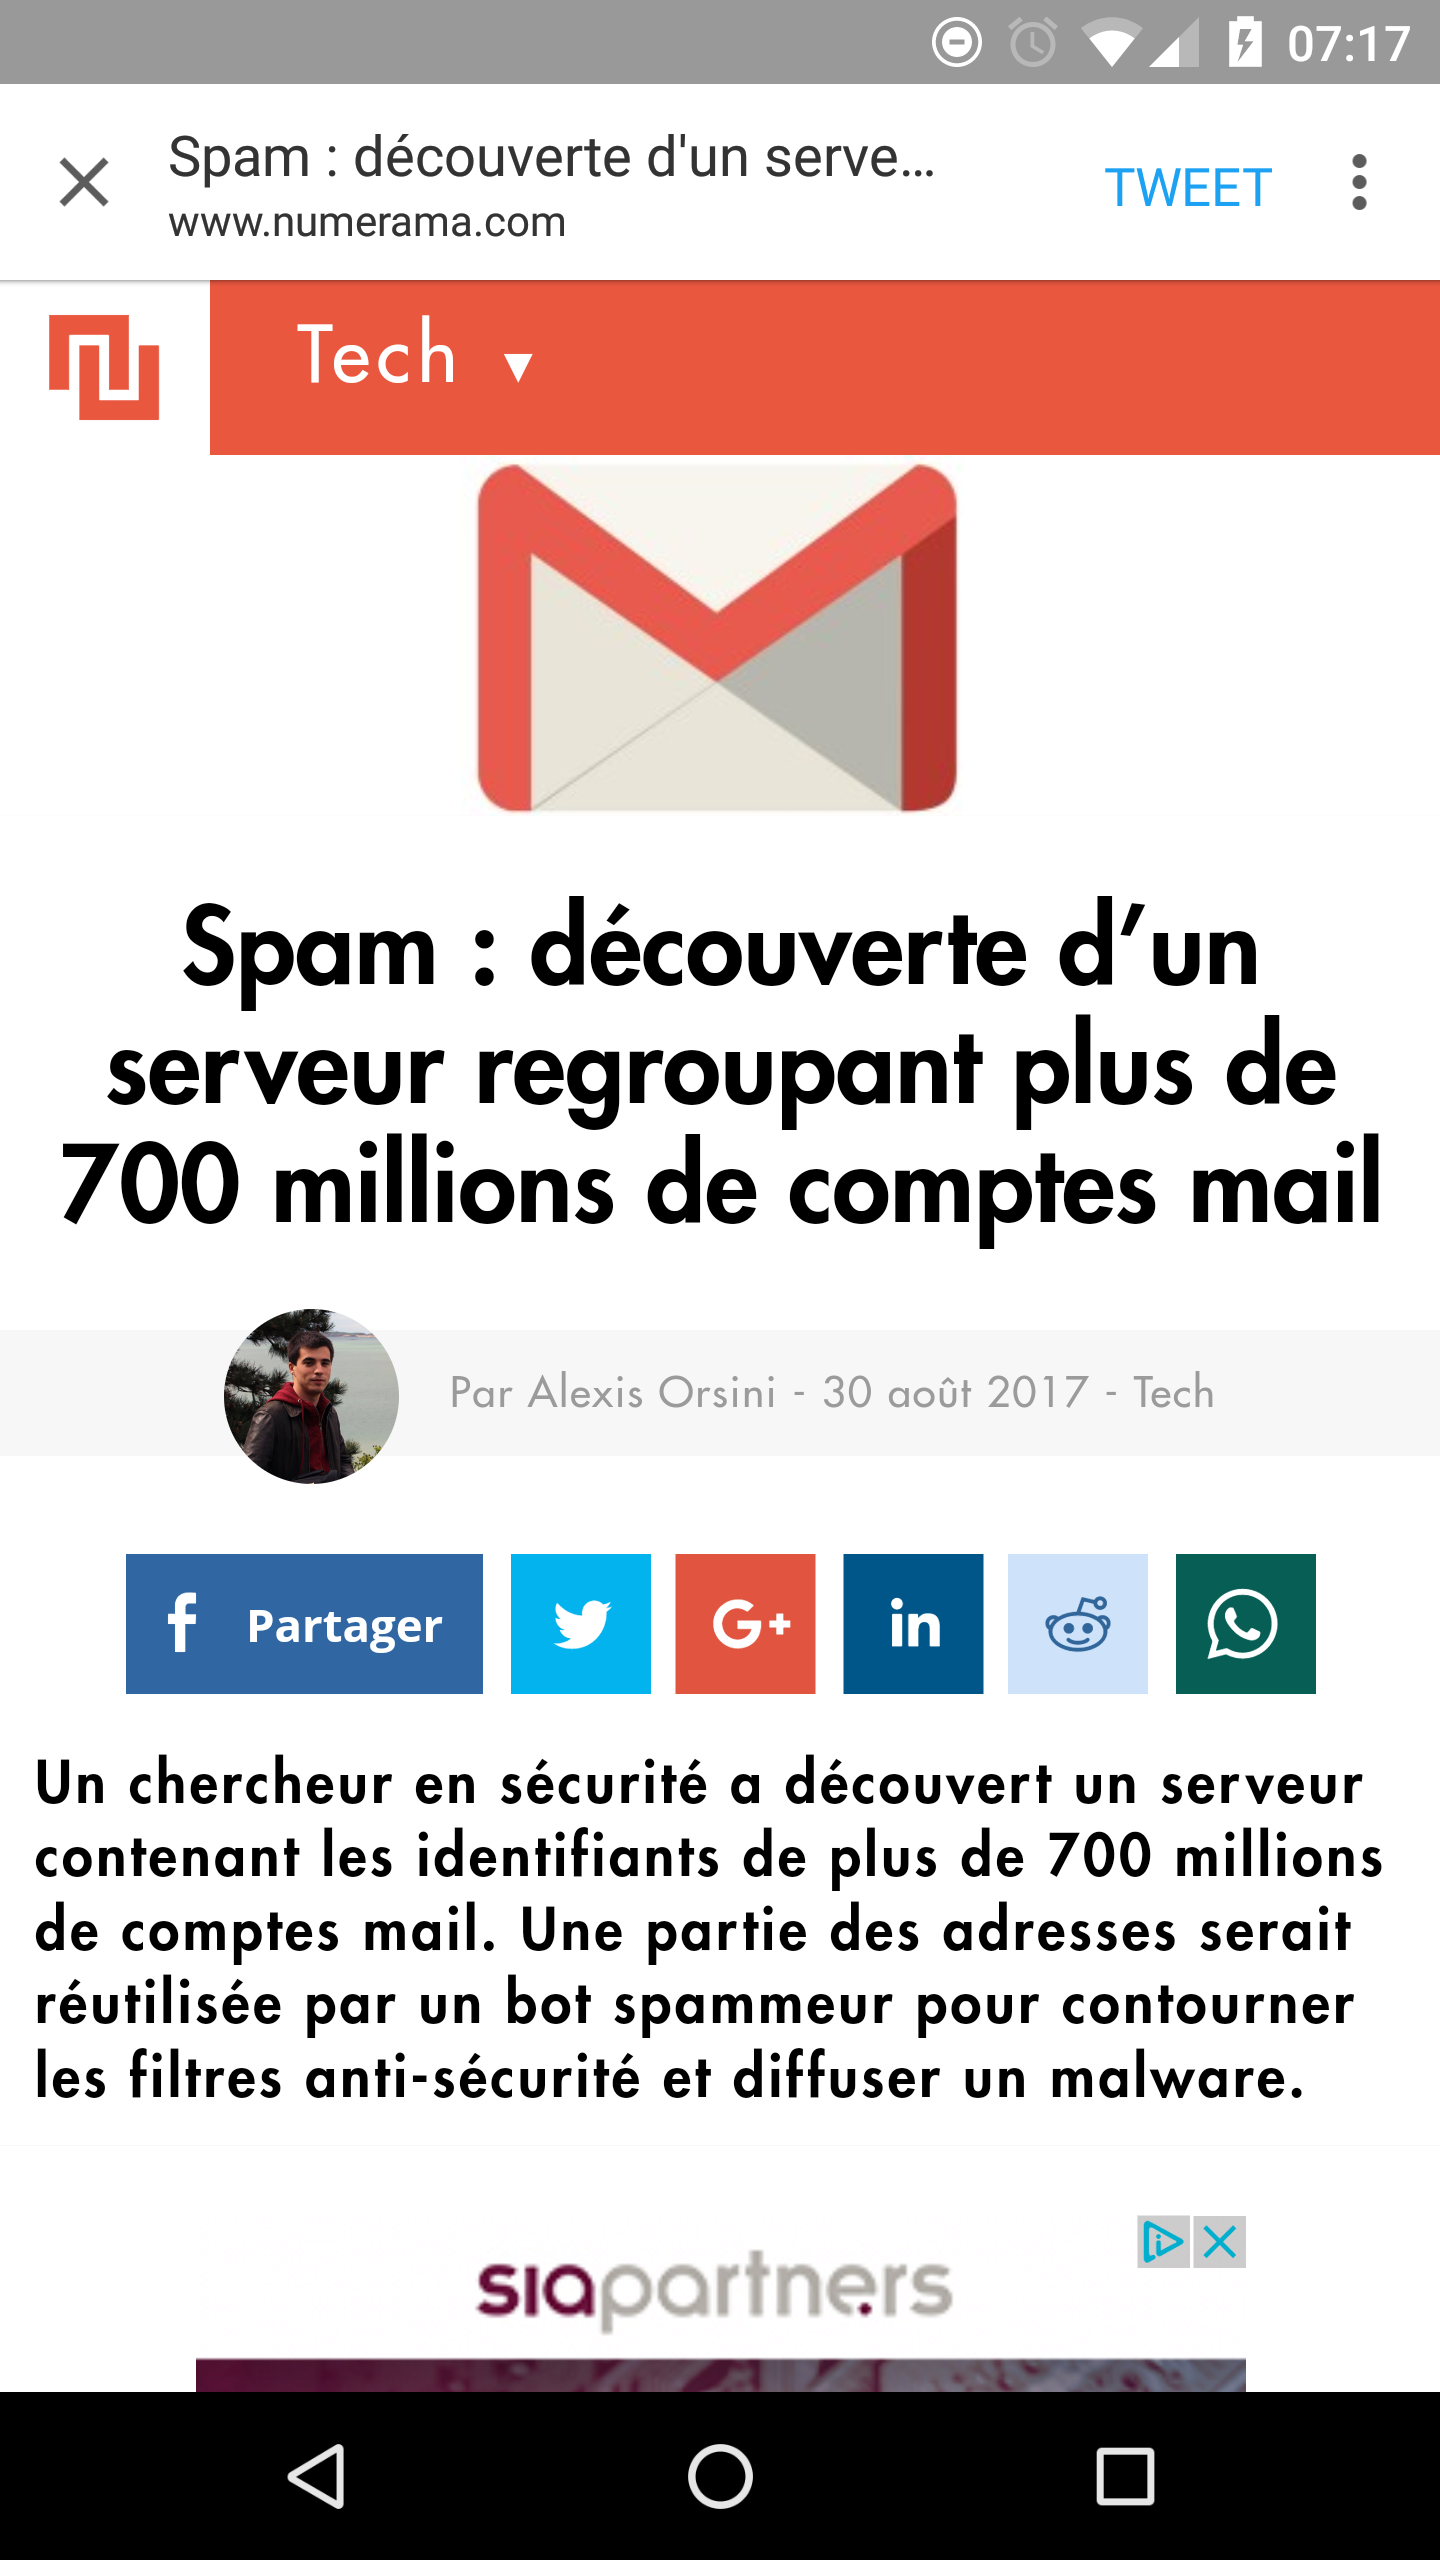 07:17
Spam : découverte d'un serve...
www.numerama.com
TWEET
Tech ▼
Spam : découverte d’un
serveur regroupant plus de
700 millions de comptes mail
Par Alexis Orsini - 30 août 2017 - Tech
f Partager
G+
in
Un chercheur en sécurité a découvert un serveur
contenant les identifiants de plus de 700 millions
de comptes mail. Une partie des adresses serait
réutilisée par un bot spammeur pour contourner
les filtres anti-sécurité et diffuser un malware.
siapartners